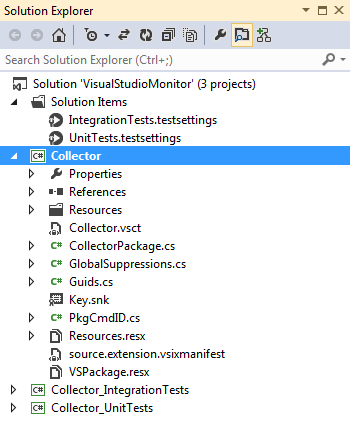 Solution Explorer
Search Solution Explorer (Ctrl+;)
Solution 'VisualStudioMonitor' (3 projects)
Solution Items
IntegrationTests.testsettings
UnitTests.testsettings
C# Collector
Properties
References
Resources
Collector.vsct
C# CollectorPackage.cs
C# GlobalSuppressions.cs
C# Guids.cs
Key.snk
C# PkgCmdID.cs
Resources.resx
source.extension.vsixmanifest
VSPackage.resx
C# Collector_IntegrationTests
C# Collector_UnitTests